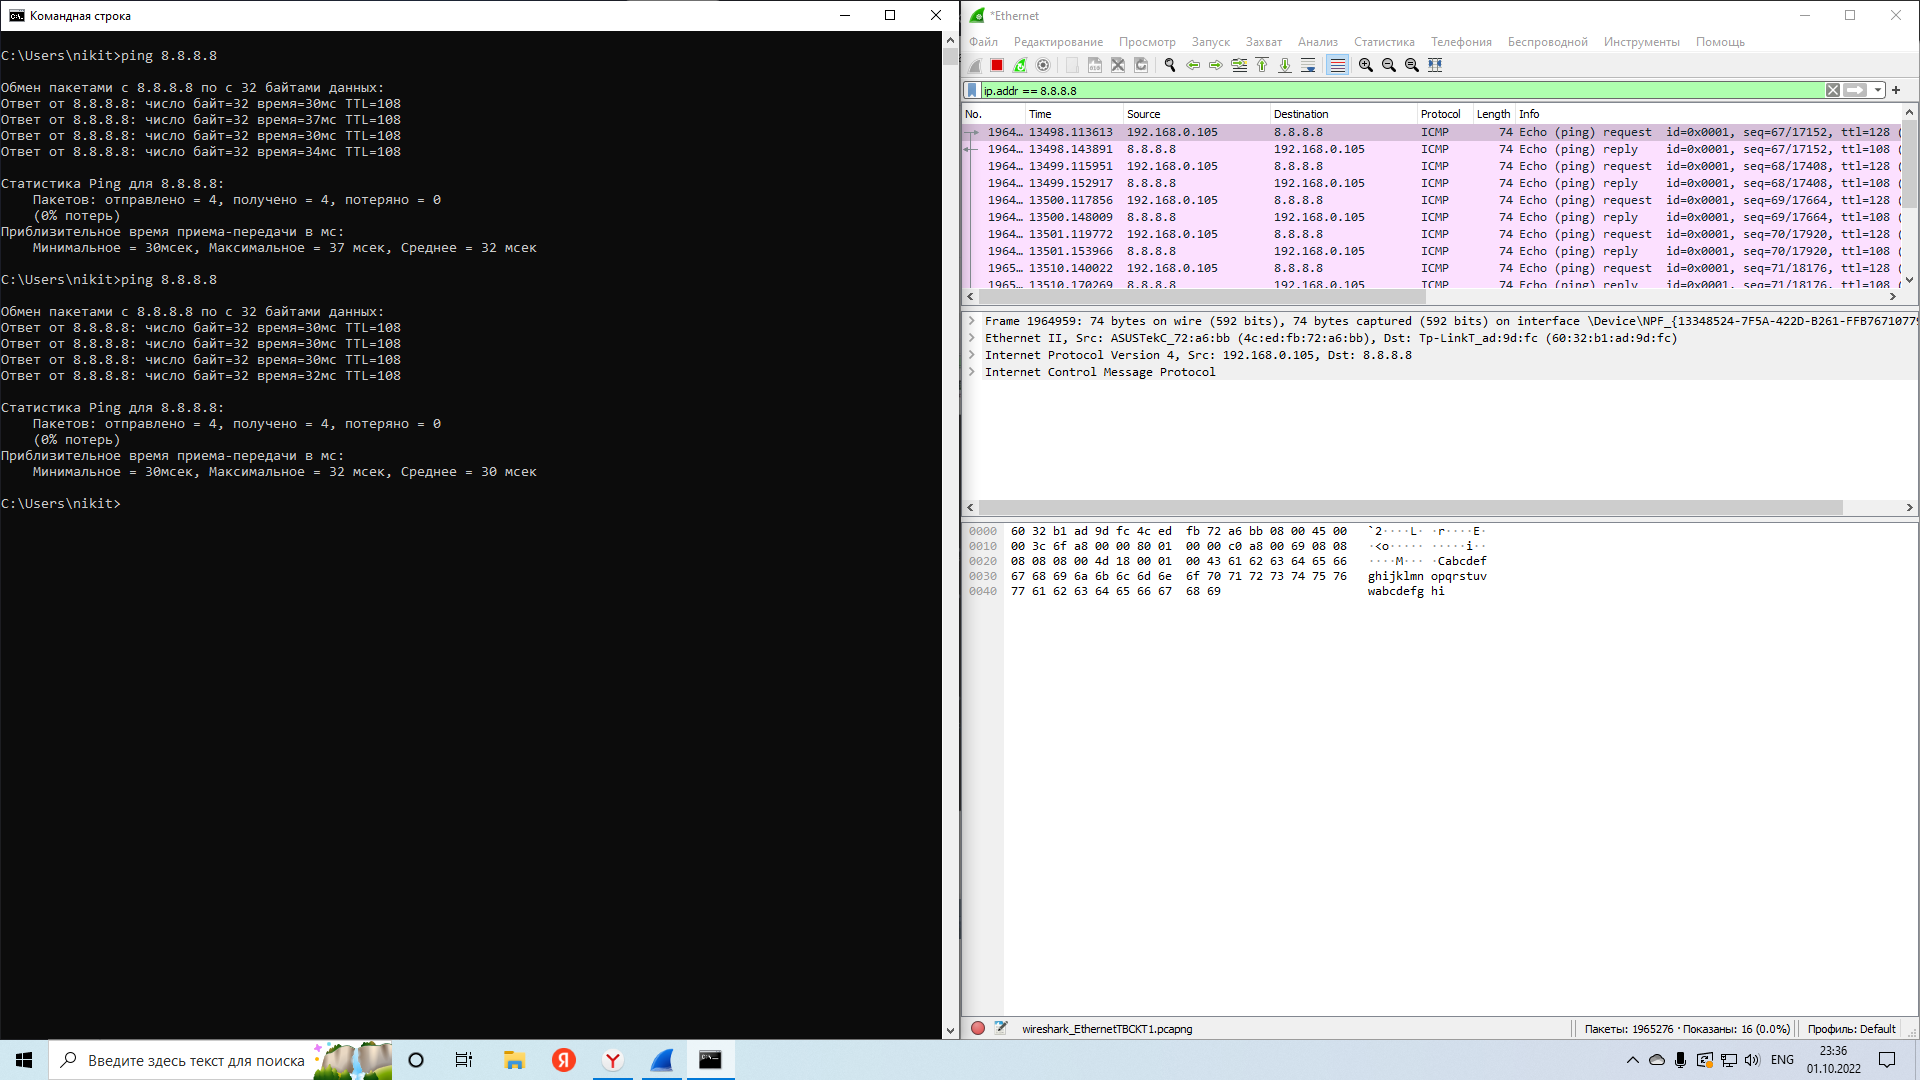 Командная строка
C:\Users\nikit>ping 8.8.8.8
Обмен пакетами с 8.8.8.8 по с 32 байтами данных:
Ответ от 8.8.8.8: число байт=32 время=30мс TTL=108
Ответ от 8.8.8.8: число байт=32 время=37мс TTL=108
Ответ от 8.8.8.8: число байт=32 время=30мс TTL=108
Ответ от 8.8.8.8: число байт=32 время=34мс TTL=108
Статистика Ping для 8.8.8.8:
Пакетов: отправлено = 4, получено = 4, потеряно = 0
(0% потерь)
Приблизительное время приема-передачи в мс:
Минимальное = 30мсек, Максимальное = 37 мсек, Среднее = 32 мсек
C:\Users\nikit>ping 8.8.8.8
Обмен пакетами с 8.8.8.8 по с 32 байтами данных:
Ответ от 8.8.8.8: число байт=32 время=30мс TTL=108
Ответ от 8.8.8.8: число байт=32 время=30мс TTL=108
Ответ от 8.8.8.8: число байт=32 время=30мс TTL=108
Ответ от 8.8.8.8: число байт=32 время=32мс TTL=108
Статистика Ping для 8.8.8.8:
Пакетов: отправлено = 4, получено = 4, потеряно = 0
(0% потерь)
Приблизительное время приема-передачи в мс:
Минимальное = 30мсек, Максимальное = 32 мсек, Среднее = 30 мсек
C:\Users\nikit>
*Ethernet
Файл Редактирование Просмотр Запуск Захват Анализ Статистика Телефония Беспроводной Инструменты Помощь
ip.addr == 8.8.8.8
No. Time Source Destination Protocol Length Info
1964… 13498.113613 192.168.0.105 8.8.8.8 ICMP 74 Echo (ping) request id=0x0001, seq=67/17152, ttl=128 (
1964… 13498.143891 8.8.8.8 192.168.0.105 ICMP 74 Echo (ping) reply id=0x0001, seq=67/17152, ttl=108 (
1964… 13499.115951 192.168.0.105 8.8.8.8 ICMP 74 Echo (ping) request id=0x0001, seq=68/17408, ttl=128 (
1964… 13499.152917 8.8.8.8 192.168.0.105 ICMP 74 Echo (ping) reply id=0x0001, seq=68/17408, ttl=108 (
1964… 13500.117856 192.168.0.105 8.8.8.8 ICMP 74 Echo (ping) request id=0x0001, seq=69/17664, ttl=128 (
1964… 13500.148009 8.8.8.8 192.168.0.105 ICMP 74 Echo (ping) reply id=0x0001, seq=69/17664, ttl=108 (
1964… 13501.119772 192.168.0.105 8.8.8.8 ICMP 74 Echo (ping) request id=0x0001, seq=70/17920, ttl=128 (
1964… 13501.153966 8.8.8.8 192.168.0.105 ICMP 74 Echo (ping) reply id=0x0001, seq=70/17920, ttl=108 (
1965… 13510.140022 192.168.0.105 8.8.8.8 ICMP 74 Echo (ping) request id=0x0001, seq=71/18176, ttl=128 (
1965… 13510.170269 8.8.8.8 192.168.0.105 ICMP 74 Echo (ping) reply id=0x0001, seq=71/18176, ttl=108 (
Frame 1964959: 74 bytes on wire (592 bits), 74 bytes captured (592 bits) on interface \Device\NPF_{13348524-7F5A-422D-B261-FFB76710779
Ethernet II, Src: ASUSTekC_72:a6:bb (4c:ed:fb:72:a6:bb), Dst: Tp-LinkT_ad:9d:fc (60:32:b1:ad:9d:fc)
Internet Protocol Version 4, Src: 192.168.0.105, Dst: 8.8.8.8
Internet Control Message Protocol
0000 60 32 b1 ad 9d fc 4c ed fb 72 a6 bb 08 00 45 00 `2····L· ·r····E·
0010 00 3c 6f a8 00 00 80 01 00 00 c0 a8 00 69 08 08 ·<o····· ·····i··
0020 08 08 08 00 4d 18 00 01 00 43 61 62 63 64 65 66 ····M··· ·Cabcdef
0030 67 68 69 6a 6b 6c 6d 6e 6f 70 71 72 73 74 75 76 ghijklmn opqrstuv
0040 77 61 62 63 64 65 66 67 68 69 wabcdefg hi
wireshark_EthernetTBCKT1.pcapng
Пакеты: 1965276 · Показаны: 16 (0.0%)
Профиль: Default
Введите здесь текст для поиска
Я
Y
ENG
23:36
01.10.2022